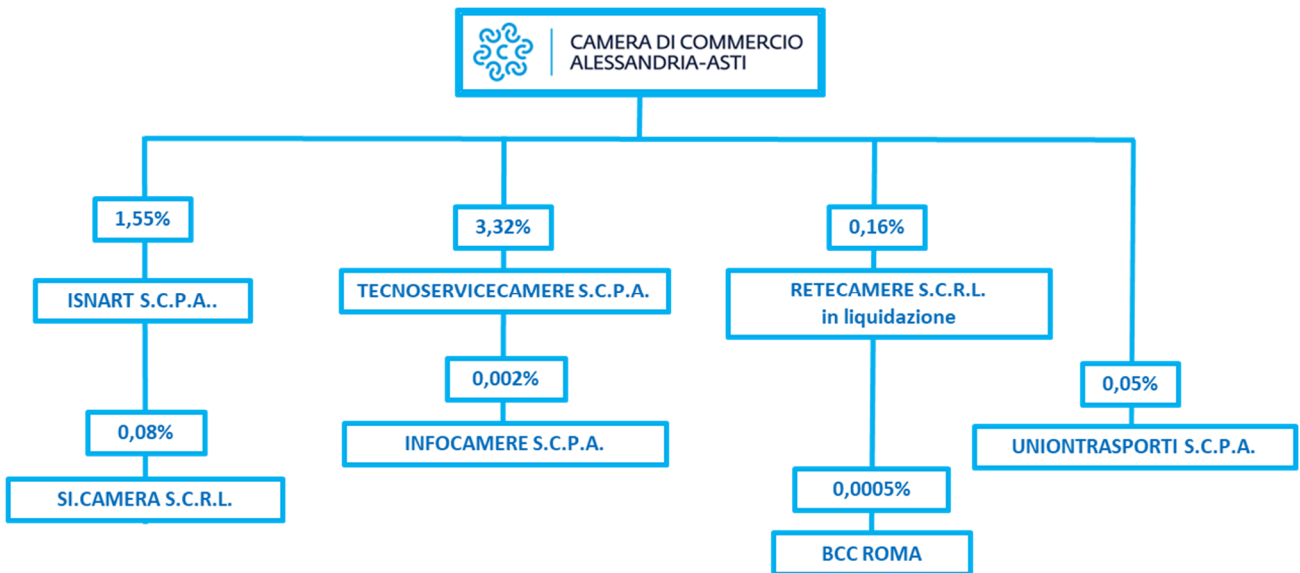 CAMERA DI COMMERCIO
ALESSANDRIA-ASTI
1,55%
3,32%
0,16%
ISNART S.C.P.A..
TECNOSERVICECAMERE S.C.P.A.
RETECAMERE S.C.R.L.
in liquidazione
0,002%
0,05%
0,08%
INFOCAMERE S.C.P.A.
UNIONTRASPORTI S.C.P.A.
SI.CAMERA S.C.R.L.
0,0005%
BCC ROMA